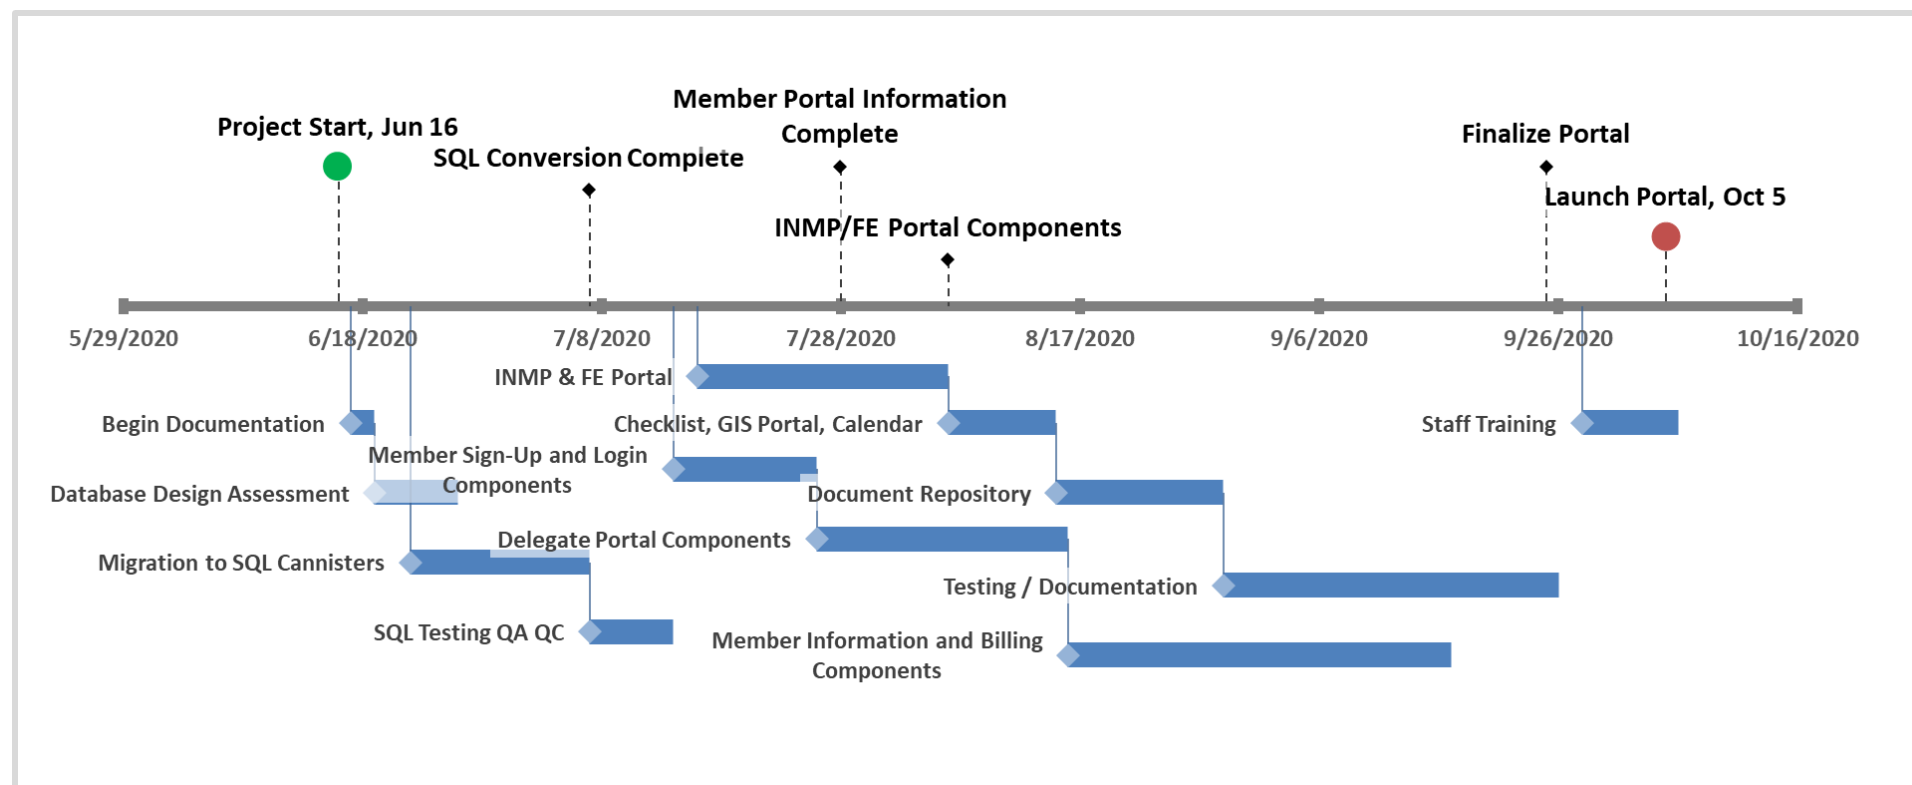 Member Portal Information
Complete
Project Start, Jun 16
Finalize Portal
SQL Conversion Complete
Launch Portal, Oct 5
INMP/FE Portal Components
5/29/2020
6/18/2020
7/8/2020
7/28/2020
8/17/2020
9/6/2020
9/26/2020
10/16/2020
INMP & FE Portal
Begin Documentation
Checklist, GIS Portal, Calendar
Staff Training
Member Sign-Up and Login
Components
Database Design Assessment
Document Repository
Delegate Portal Components
Migration to SQL Cannisters
Testing / Documentation
SQL Testing QA QC
Member Information and Billing
Components